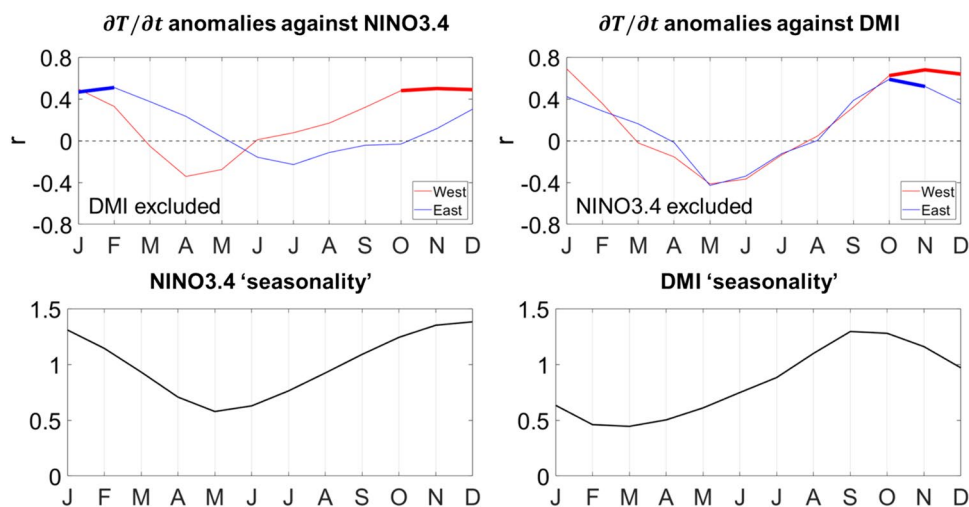 ∂T/∂t anomalies against NINO3.4
0.8
0.4
0
-0.4
-0.8
r
DMI excluded
West
East
J F M A M J J A S O N D
∂T/∂t anomalies against DMI
0.8
0.4
0
-0.4
-0.8
r
NINO3.4 excluded
West
East
J F M A M J J A S O N D
NINO3.4 ‘seasonality’
1.5
1
0.5
0
J F M A M J J A S O N D
DMI ‘seasonality’
1.5
1
0.5
0
J F M A M J J A S O N D